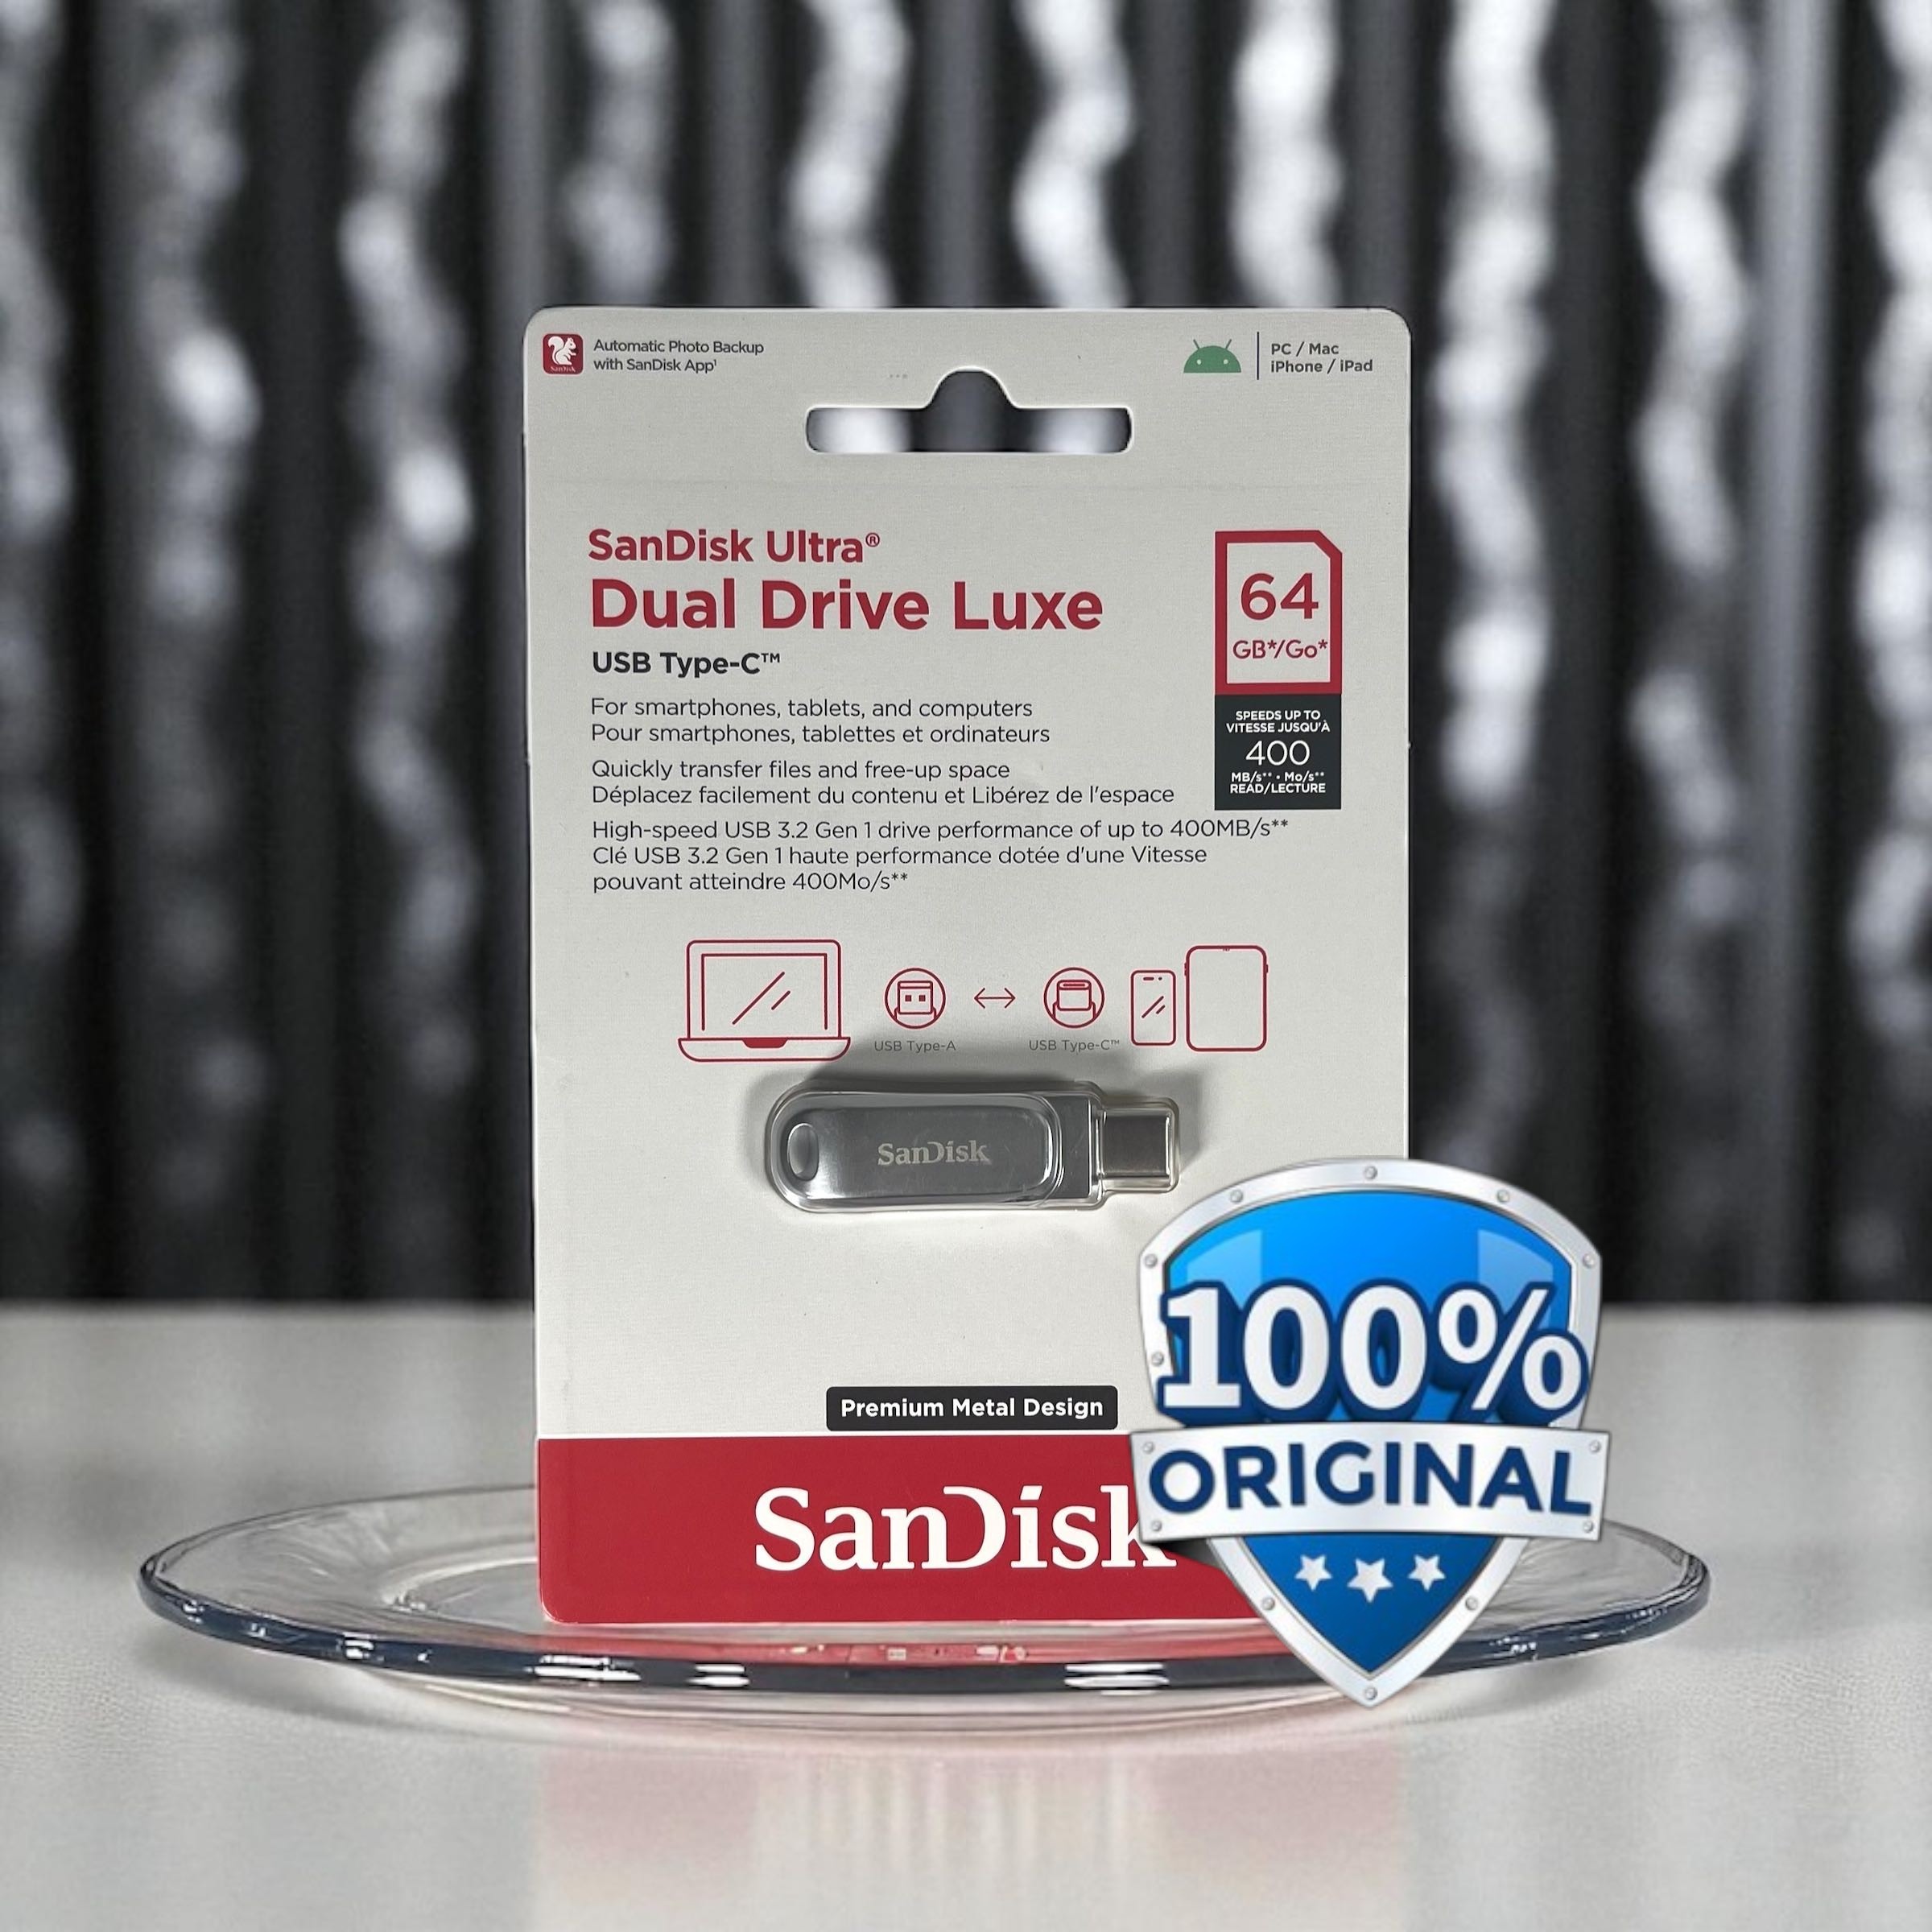 SanDisk
Automatic Photo Backup
with SanDisk App¹
PC / Mac
iPhone / iPad
SanDisk Ultra®
Dual Drive Luxe
USB Type-C™
64
GB*/Go*
SPEEDS UP TO
VITESSE JUSQU'À
400
MB/s** • Mo/s**
READ/LECTURE
For smartphones, tablets, and computers
Pour smartphones, tablettes et ordinateurs
Quickly transfer files and free-up space
Déplacez facilement du contenu et Libérez de l'espace
High-speed USB 3.2 Gen 1 drive performance of up to 400MB/s**
Clé USB 3.2 Gen 1 haute performance dotée d'une Vitesse
pouvant atteindre 400Mo/s**
USB Type-A
USB Type-C™
SanDisk
Premium Metal Design
SanDisk
100%
ORIGINAL